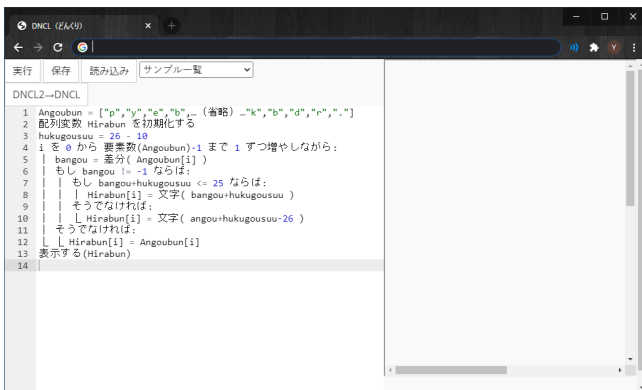 DNCL (どんくり)
実行 保存 読み込み サンプル一覧
DNCL2→DNCL
1 Angoubun = ["p","y","e","b",…（省略）…"k","b","d","r","."]
2 配列変数 Hirabun を初期化する
3 hukugousuu = 26 - 10
4 i を 0 から 要素数(Angoubun)-1 まで 1 ずつ増やしながら:
5 | bangou = 差分( Angoubun[i] )
6 | もし bangou != -1 ならば:
7 | | もし bangou+hukugousuu <= 25 ならば:
8 | | | Hirabun[i] = 文字( bangou+hukugousuu )
9 | | そうでなければ:
10 | | ⎿ Hirabun[i] = 文字( angou+hukugousuu-26 )
11 | そうでなければ:
12 ⎿ ⎿ Hirabun[i] = Angoubun[i]
13 表示する(Hirabun)
14